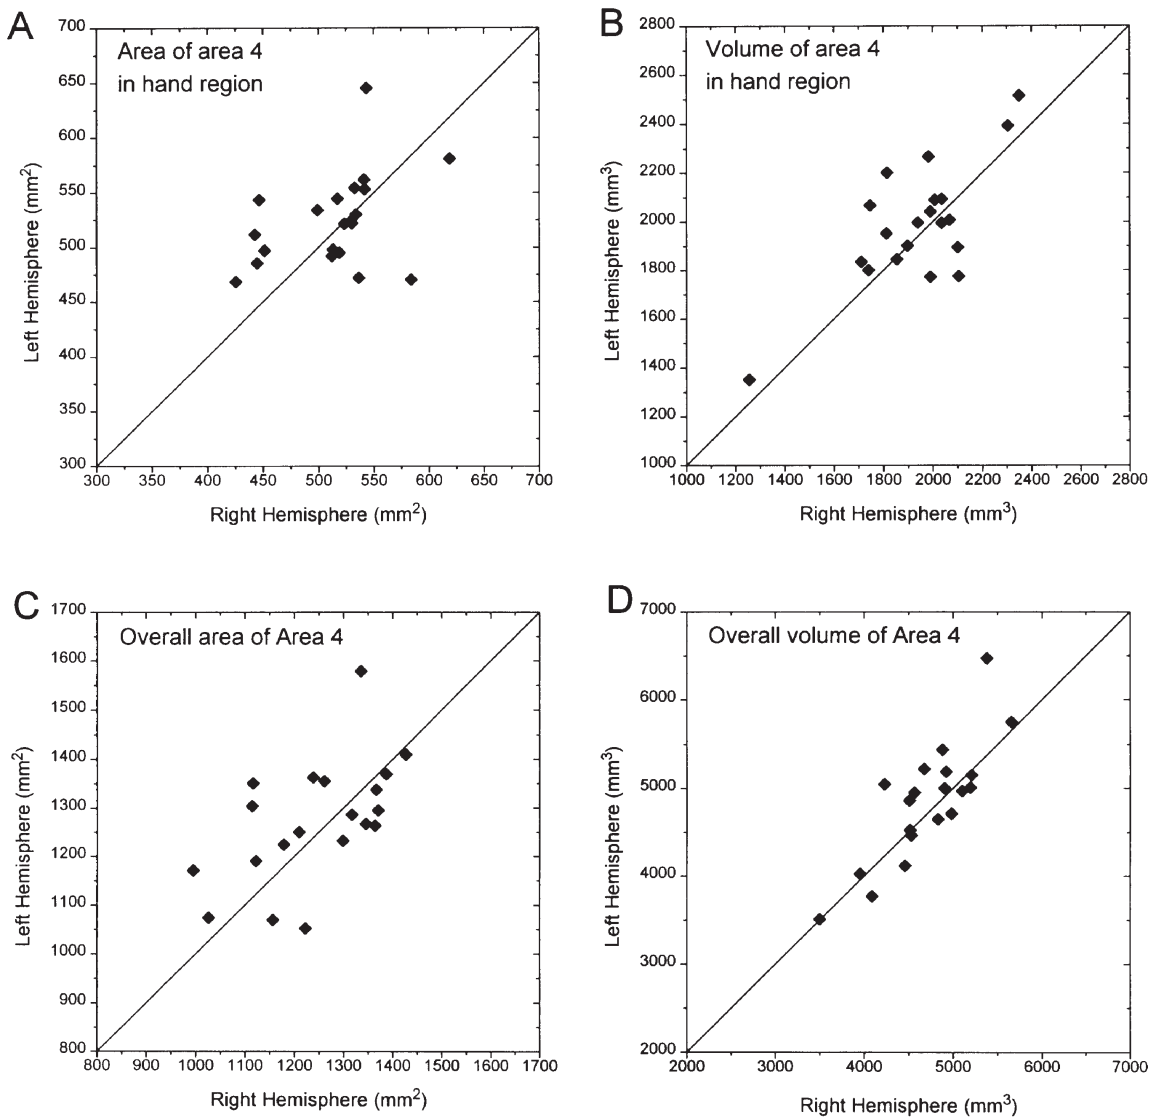 A
Area of area 4
in hand region
700
650
600
550
500
450
400
350
300
Left Hemisphere (mm²)
300 350 400 450 500 550 600 650 700
Right Hemisphere (mm²)
B
Volume of area 4
in hand region
2800
2600
2400
2200
2000
1800
1600
1400
1200
1000
Left Hemisphere (mm³)
1000 1200 1400 1600 1800 2000 2200 2400 2600 2800
Right Hemisphere (mm³)
C
Overall area of Area 4
1700
1600
1500
1400
1300
1200
1100
1000
900
800
Left Hemisphere (mm²)
800 900 1000 1100 1200 1300 1400 1500 1600 1700
Right Hemisphere (mm²)
D
Overall volume of Area 4
7000
6000
5000
4000
3000
2000
Left Hemisphere (mm³)
2000 3000 4000 5000 6000 7000
Right Hemisphere (mm³)